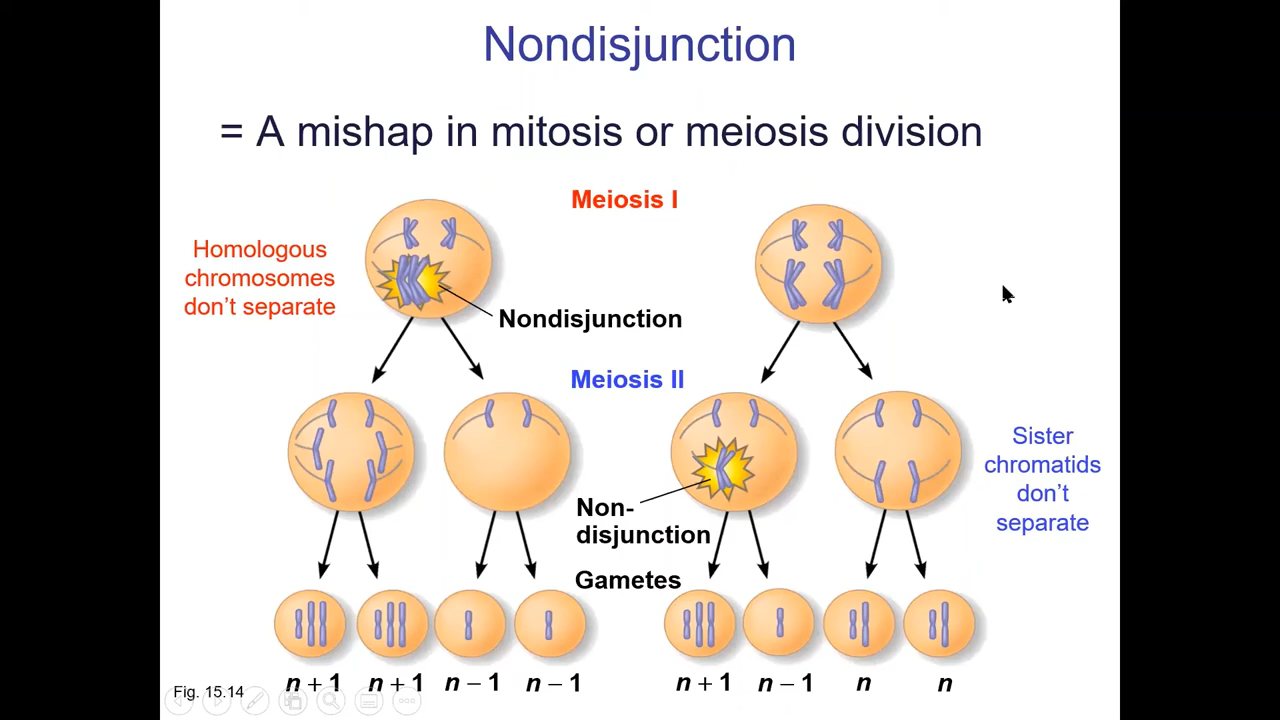 Nondisjunction
= A mishap in mitosis or meiosis division
Meiosis I
Homologous
chromosomes
don't separate
Nondisjunction
Meiosis II
Sister
chromatids
don't
separate
Non-
disjunction
Gametes
n + 1 n + 1 n − 1 n − 1 n + 1 n − 1 n n
Fig. 15.14